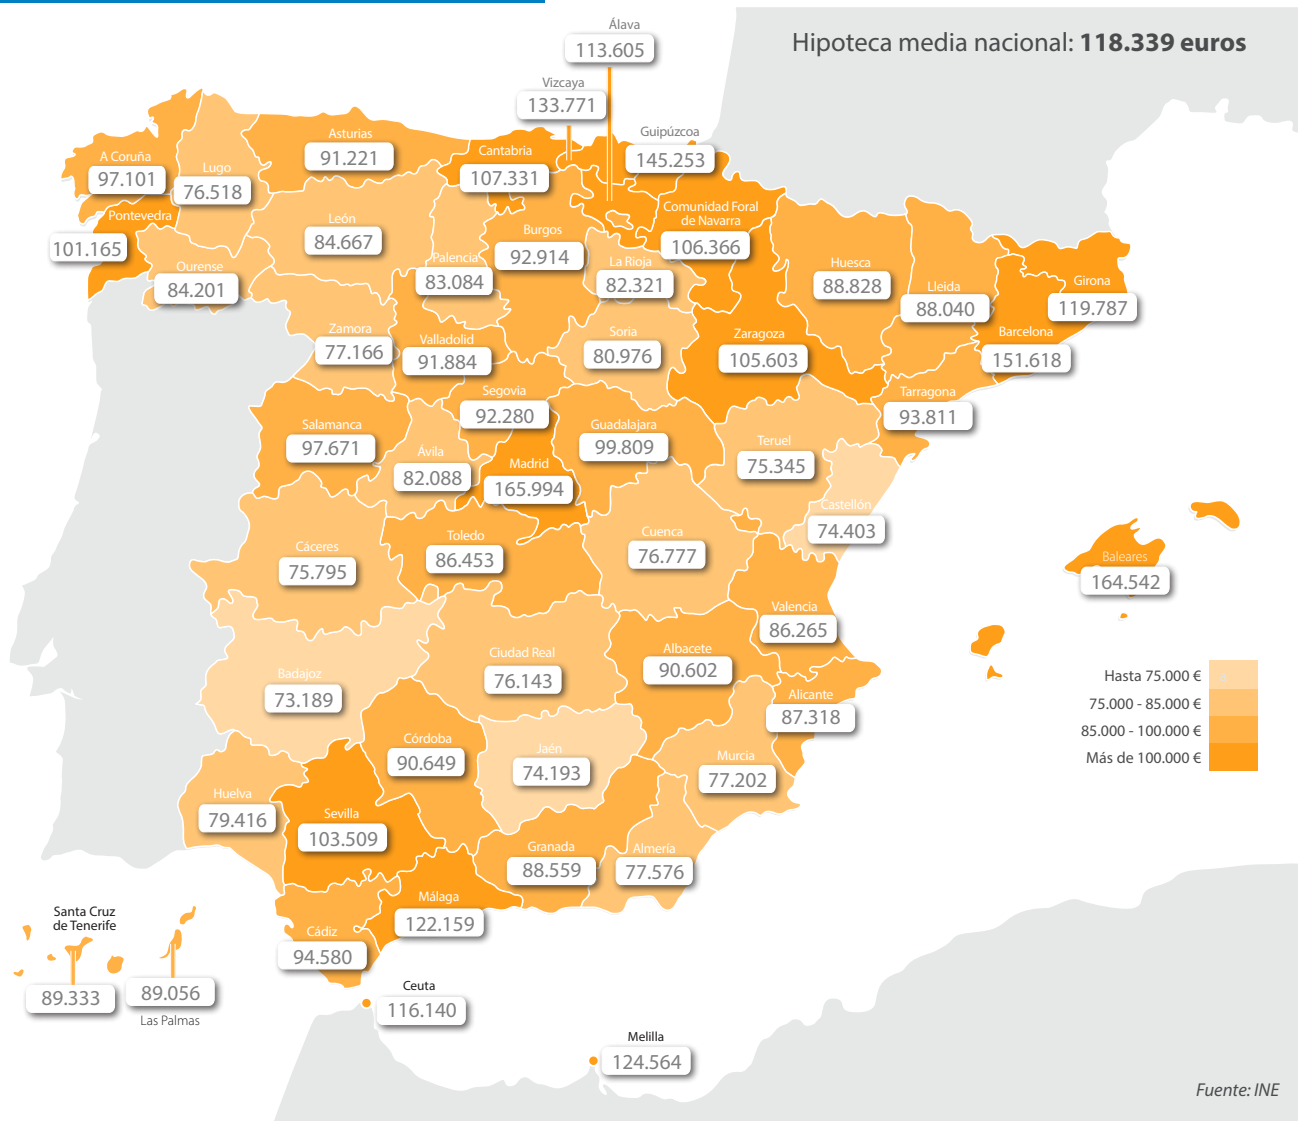 Hipoteca media nacional: 118.339 euros
Álava
113.605
Vizcaya
133.771
Guipúzcoa
145.253
Asturias
91.221
Cantabria
107.331
A Coruña
97.101
Lugo
76.518
Pontevedra
101.165
Ourense
84.201
León
84.667
Palencia
83.084
Burgos
92.914
La Rioja
82.321
Comunidad Foral
de Navarra
106.366
Huesca
88.828
Lleida
88.040
Girona
119.787
Barcelona
151.618
Zamora
77.166
Valladolid
91.884
Soria
80.976
Zaragoza
105.603
Tarragona
93.811
Segovia
92.280
Salamanca
97.671
Ávila
82.088
Madrid
165.994
Guadalajara
99.809
Teruel
75.345
Castellón
74.403
Cáceres
75.795
Toledo
86.453
Cuenca
76.777
Baleares
164.542
Valencia
86.265
Badajoz
73.189
Ciudad Real
76.143
Albacete
90.602
Alicante
87.318
Hasta 75.000 €
75.000 - 85.000 €
85.000 - 100.000 €
Más de 100.000 €
Córdoba
90.649
Jaén
74.193
Murcia
77.202
Huelva
79.416
Sevilla
103.509
Granada
88.559
Almería
77.576
Málaga
122.159
Cádiz
94.580
Santa Cruz
de Tenerife
89.333
89.056
Las Palmas
Ceuta
116.140
Melilla
124.564
Fuente: INE